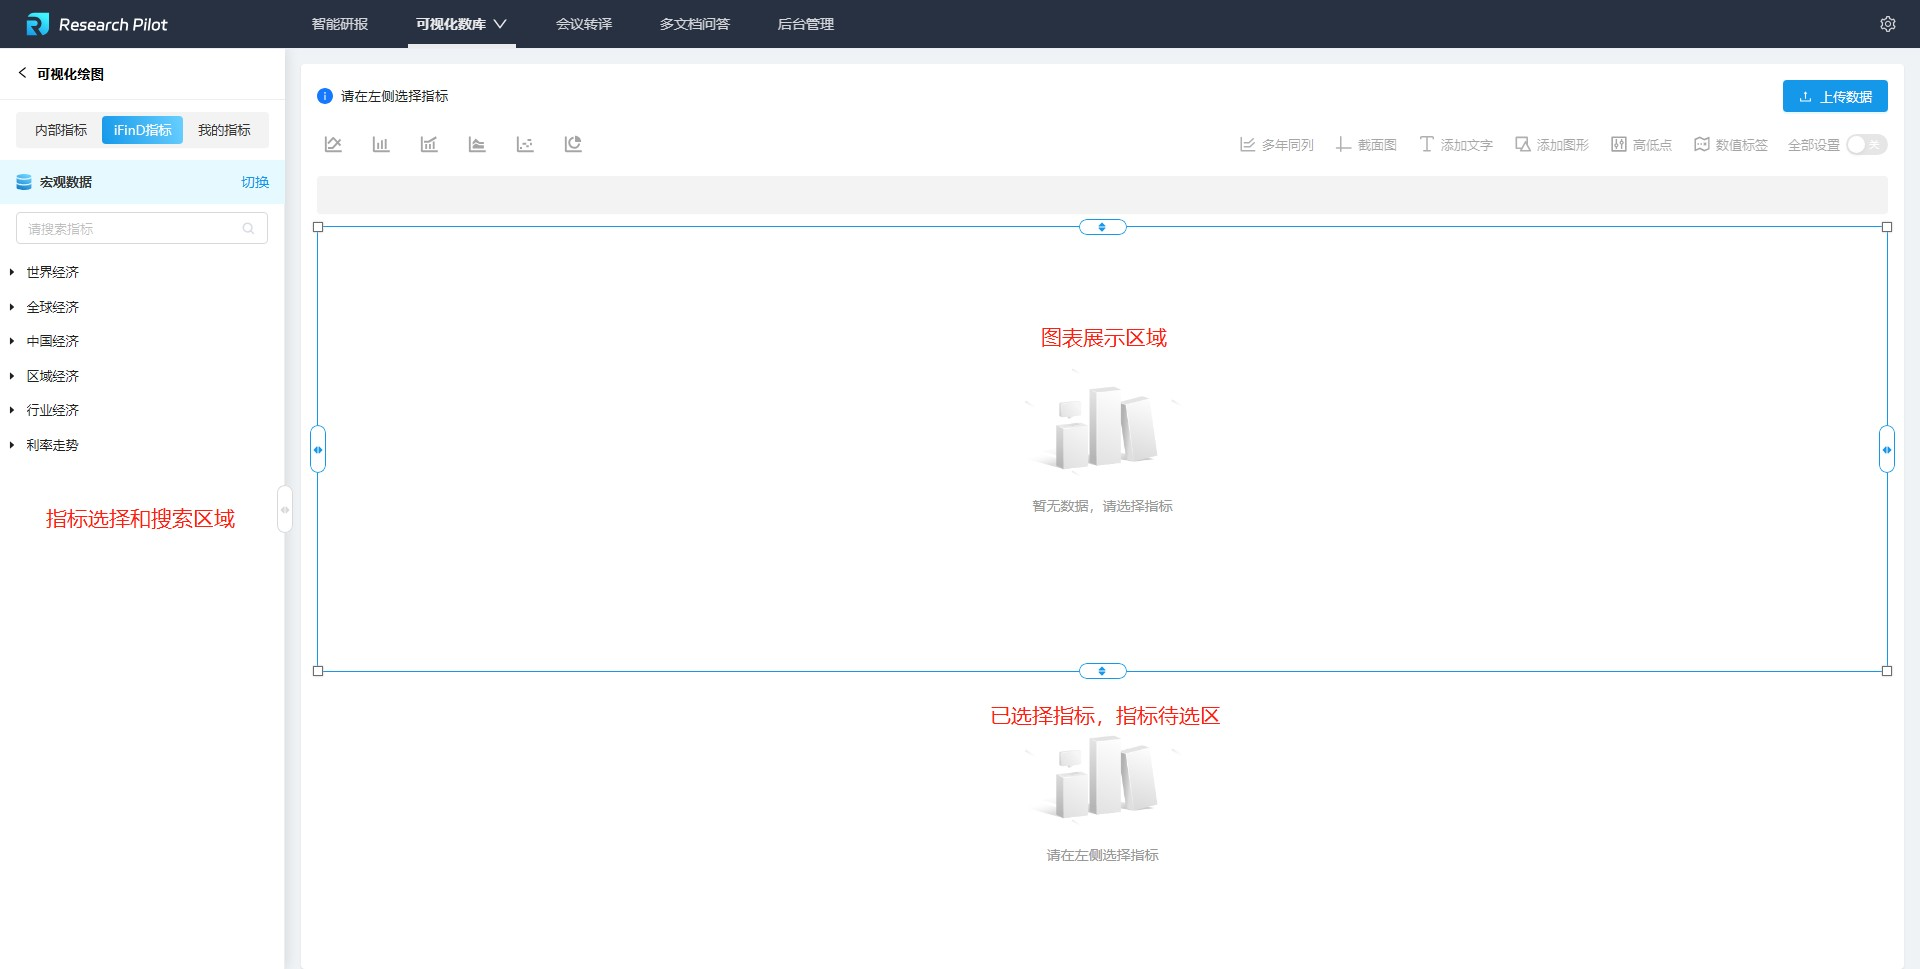 Research Pilot
智能研报
可视化数库
会议转译
多文档问答
后台管理
可视化绘图
请在左侧选择指标
上传数据
内部指标
iFinD指标
我的指标
多年同列
截面图
添加文字
添加图形
高低点
数值标签
全部设置
关
宏观数据
切换
请搜索指标
世界经济
全球经济
中国经济
区域经济
行业经济
利率走势
指标选择和搜索区域
图表展示区域
暂无数据，请选择指标
已选择指标，指标待选区
请在左侧选择指标